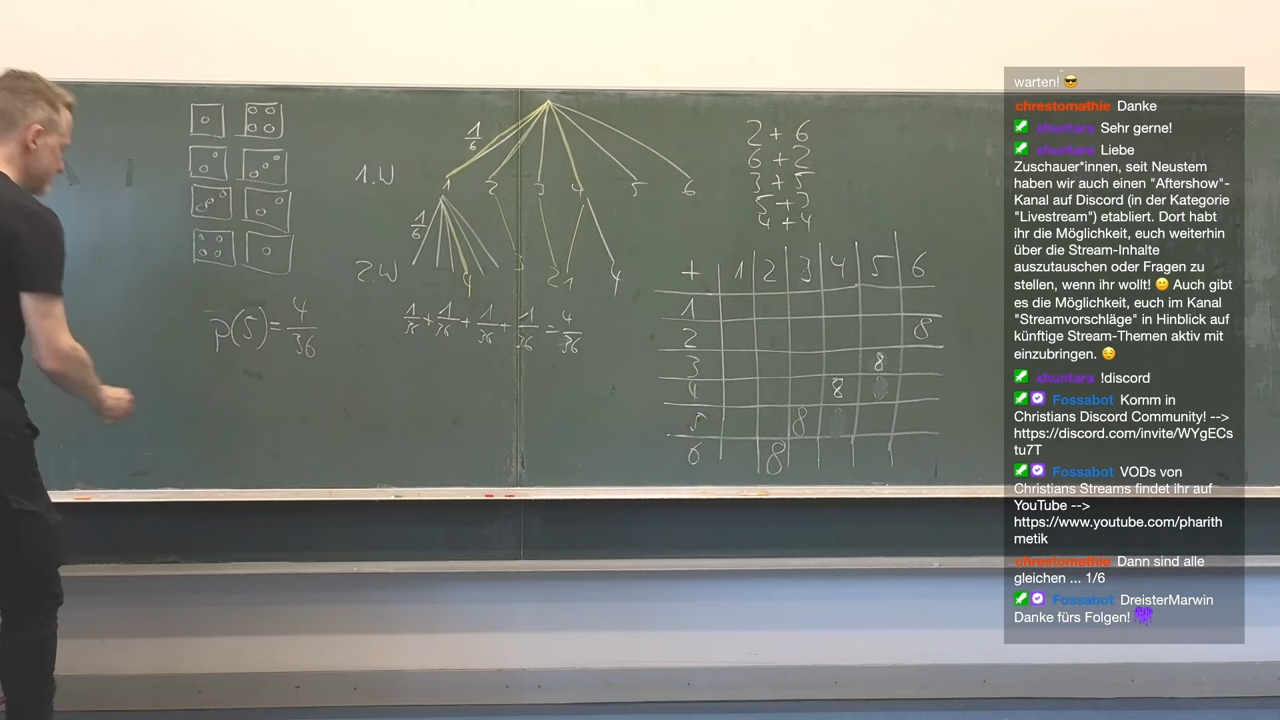 1
6
1.W
1 2 3 4 5 6
1
6
2.W
4 3 2 1 4
p(5)=4/36
1/36+1/36+1/36+1/36=4/36
2+6
6+2
3+5
5+3
4+4
+ 1 2 3 4 5 6
1
2 8
3 8
4 8
5 8
6 8
warten! 😎
chrestomathie Danke
xhuntara Sehr gerne!
xhuntara Liebe
Zuschauer*innen, seit Neustem
haben wir auch einen "Aftershow"-
Kanal auf Discord (in der Kategorie
"Livestream") etabliert. Dort habt
ihr die Möglichkeit, euch weiterhin
über die Stream-Inhalte
auszutauschen oder Fragen zu
stellen, wenn ihr wollt! 🙂 Auch gibt
es die Möglichkeit, euch im Kanal
"Streamvorschläge" in Hinblick auf
künftige Stream-Themen aktiv mit
einzubringen. 😌
xhuntara !discord
Fossabot Komm in
Christians Discord Community! -->
https://discord.com/invite/WYgECs
tu7T
Fossabot VODs von
Christians Streams findet ihr auf
YouTube -->
https://www.youtube.com/pharith
metik
chrestomathie Dann sind alle
gleichen ... 1/6
Fossabot DreisterMarwin
Danke fürs Folgen!